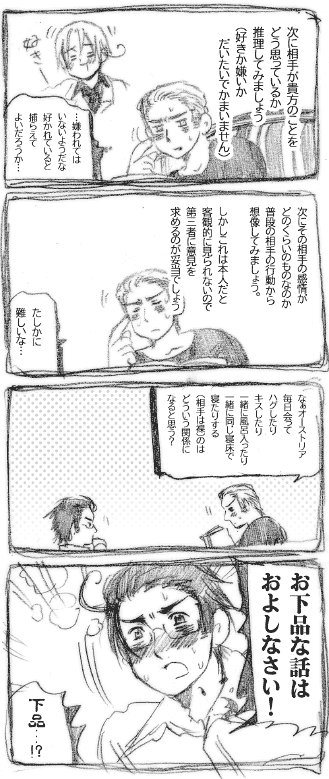 次に相手が貴方のことを
どう思っているか
推理してみましょう
(好きか嫌いか
だいたいでかまいません)
好き
…嫌われては
いないようだな
好かれていると
捕らえて
よいだろうか…
次にその相手の感情が
どのくらいのものなのか
普段の相手の行動から
想像してみましょう。
しかしこれは本人だと
客観的に見られないので
第三者に意見を
求めるのが妥当でしょう
たしかに
難しいな…
なぁオーストリア
毎日会って
ハグしたり
キスしたり
一緒に風呂入ったり
一緒に同じ寝床で
寝たりする
(相手は裸)のは
どういう関係に
なると思う?
お下品な話は
およしなさい!
下品
…!?